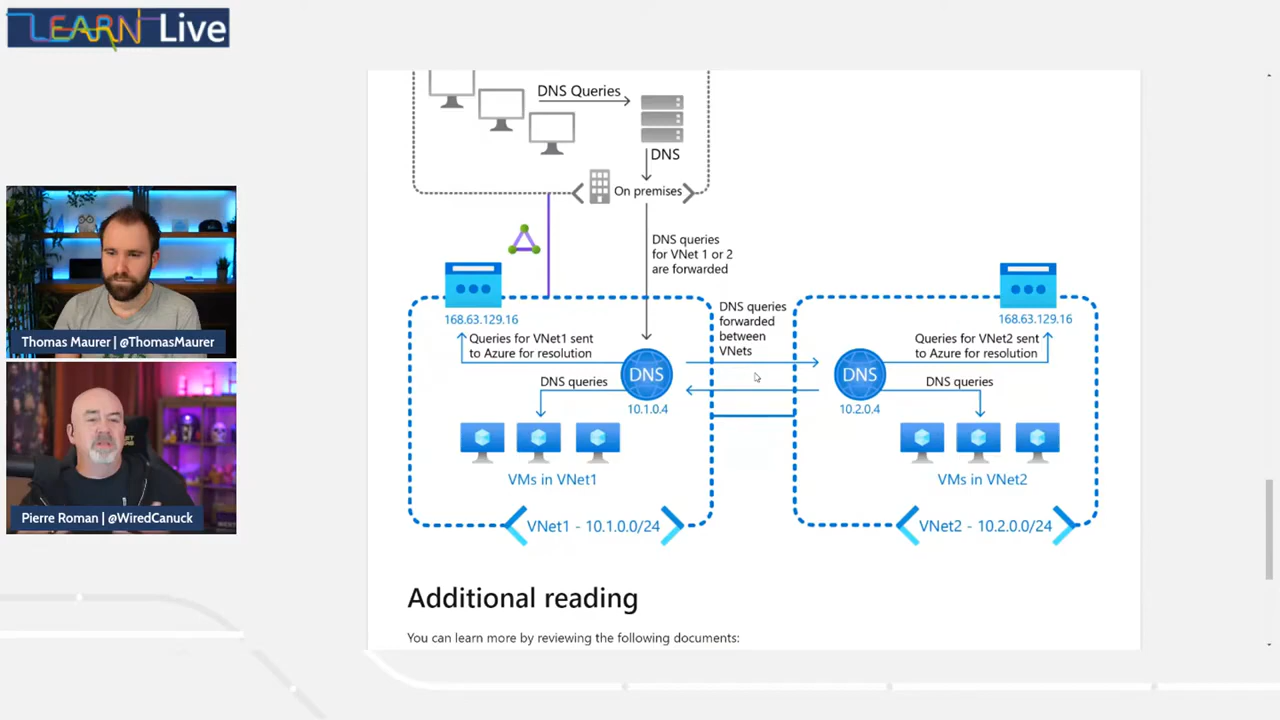 LEARN Live
DNS Queries
DNS
On premises
DNS queries
for VNet 1 or 2
are forwarded
168.63.129.16
Queries for VNet1 sent
to Azure for resolution
DNS queries
DNS
10.1.0.4
VMs in VNet1
VNet1 - 10.1.0.0/24
DNS queries
forwarded
between
VNets
168.63.129.16
Queries for VNet2 sent
to Azure for resolution
DNS
10.2.0.4
DNS queries
VMs in VNet2
VNet2 - 10.2.0.0/24
Additional reading
You can learn more by reviewing the following documents:
Thomas Maurer | @ThomasMaurer
Pierre Roman | @WiredCanuck